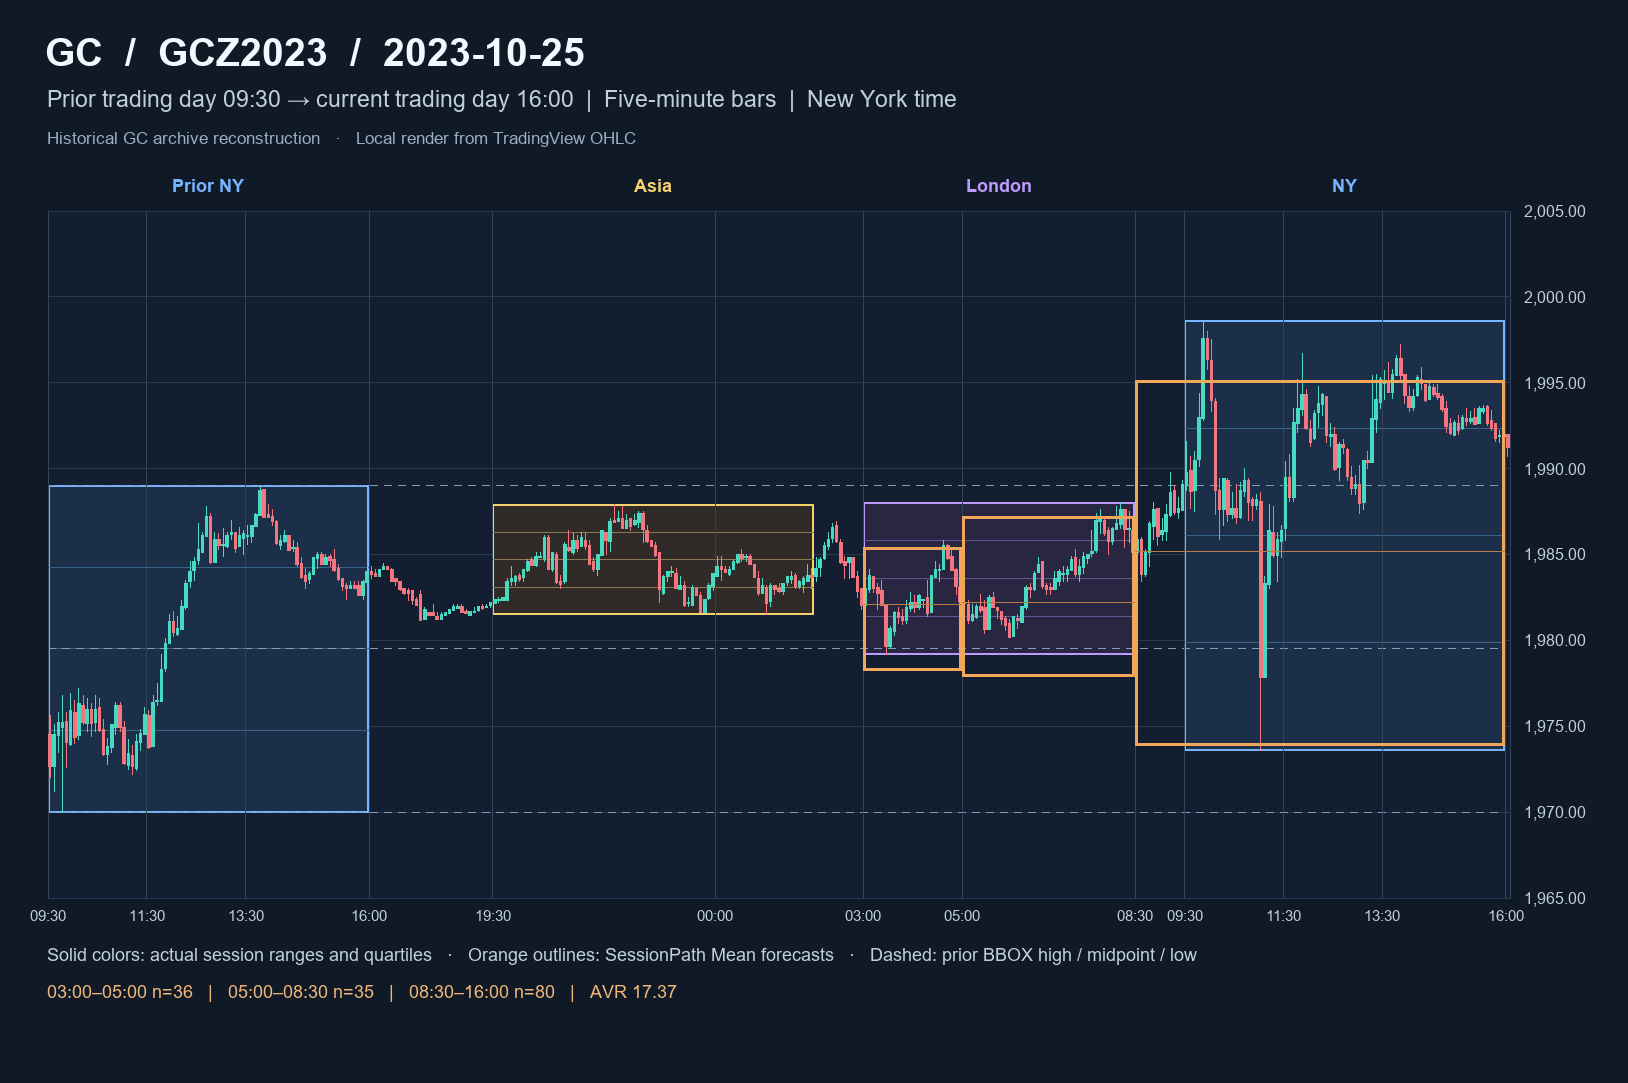 GC / GCZ2023 / 2023-10-25
Prior trading day 09:30 → current trading day 16:00 | Five-minute bars | New York time
Historical GC archive reconstruction · Local render from TradingView OHLC
Prior NY Asia London NY
2,005.00
2,000.00
1,995.00
1,990.00
1,985.00
1,980.00
1,975.00
1,970.00
1,965.00
09:30 11:30 13:30 16:00 19:30 00:00 03:00 05:00 08:30 09:30 11:30 13:30 16:00
Solid colors: actual session ranges and quartiles · Orange outlines: SessionPath Mean forecasts · Dashed: prior BBOX high / midpoint / low
03:00–05:00 n=36 | 05:00–08:30 n=35 | 08:30–16:00 n=80 | AVR 17.37